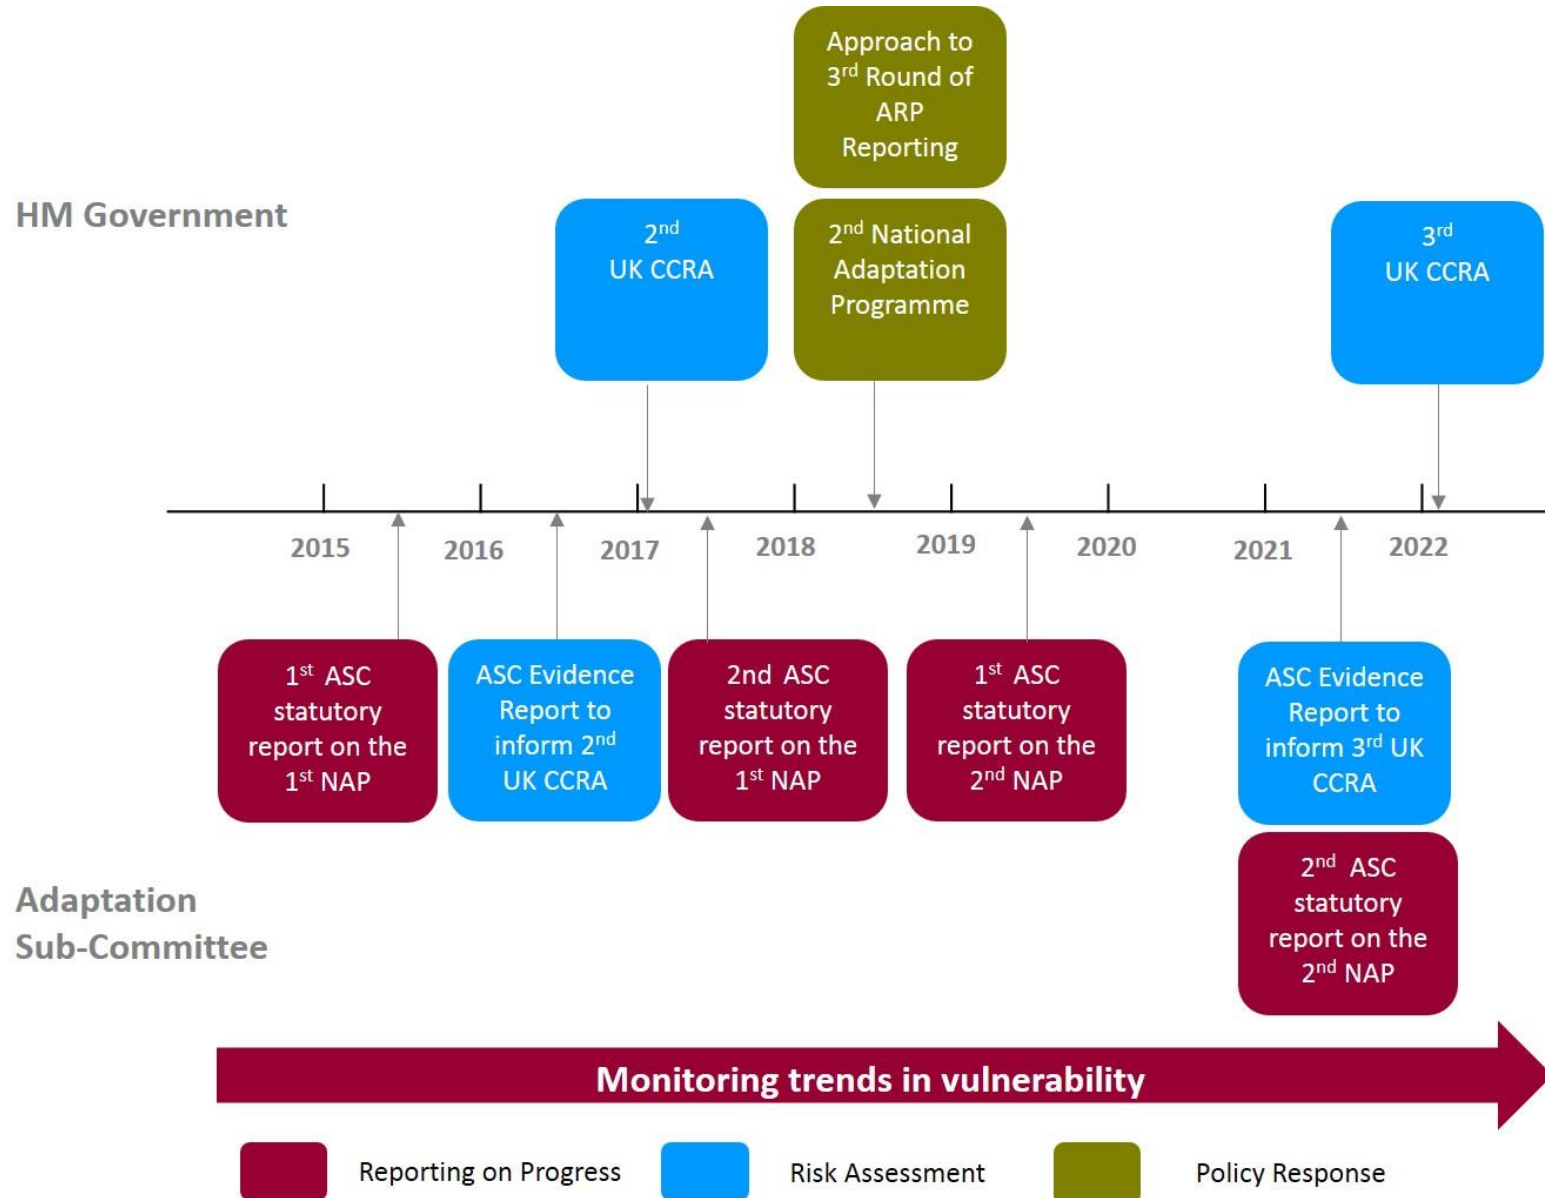 Approach to
3rd Round of
ARP
Reporting
HM Government
2nd
UK CCRA
2nd National
Adaptation
Programme
3rd
UK CCRA
2015
2016
2017
2018
2019
2020
2021
2022
1st ASC
statutory
report on the
1st NAP
ASC Evidence
Report to
inform 2nd
UK CCRA
2nd ASC
statutory
report on the
1st NAP
1st ASC
statutory
report on the
2nd NAP
ASC Evidence
Report to
inform 3rd UK
CCRA
2nd ASC
statutory
report on the
2nd NAP
Adaptation
Sub-Committee
Monitoring trends in vulnerability
Reporting on Progress
Risk Assessment
Policy Response